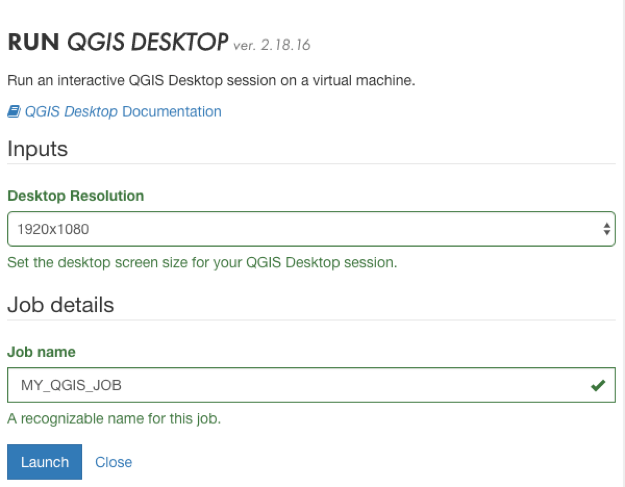 RUN QGIS DESKTOP ver. 2.18.16
Run an interactive QGIS Desktop session on a virtual machine.
QGIS Desktop Documentation
Inputs
Desktop Resolution
1920x1080
Set the desktop screen size for your QGIS Desktop session.
Job details
Job name
MY_QGIS_JOB
A recognizable name for this job.
Launch Close